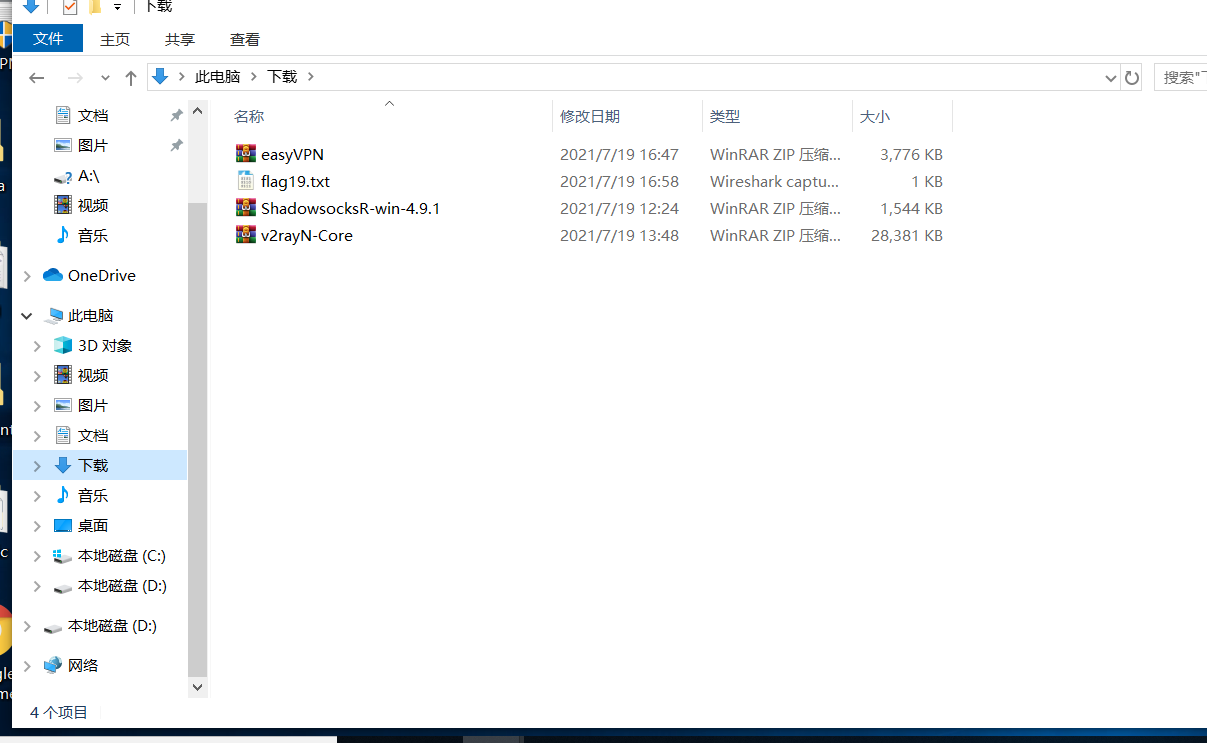 下载
文件 主页 共享 查看
此电脑 下载 搜索"下
名称 修改日期 类型 大小
easyVPN 2021/7/19 16:47 WinRAR ZIP 压缩... 3,776 KB
flag19.txt 2021/7/19 16:58 Wireshark captu... 1 KB
ShadowsocksR-win-4.9.1 2021/7/19 12:24 WinRAR ZIP 压缩... 1,544 KB
v2rayN-Core 2021/7/19 13:48 WinRAR ZIP 压缩... 28,381 KB
文档
图片
A:\
视频
音乐
OneDrive
此电脑
3D 对象
视频
图片
文档
下载
音乐
桌面
本地磁盘 (C:)
本地磁盘 (D:)
本地磁盘 (D:)
网络
4 个项目